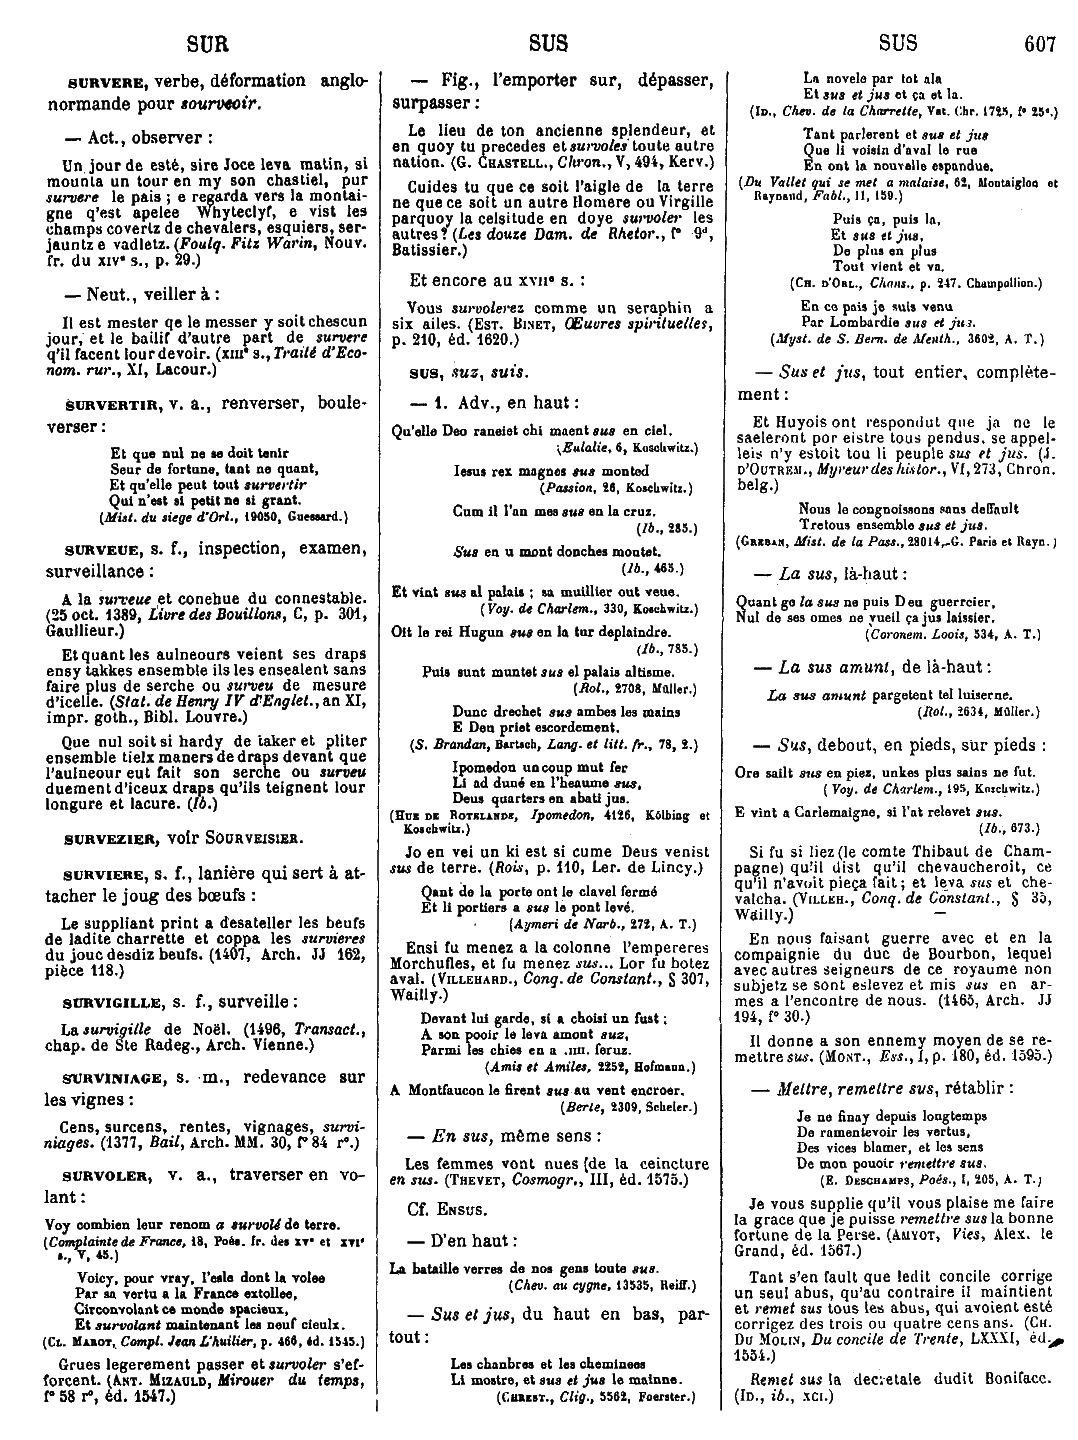 SUR
SUS
SUS
607
SURVERE, verbe, déformation anglo-
normande pour sourveoir.
— Act., observer :
Un jour de esté, sire Joce leva matin, si
mounta un tour en my son chastiel, pur
survere le pais ; e regarda vers la montai-
gne q'est apelee Whyteclyf, e vist les
champs covertz de chevalers, esquiers, ser-
jauntz e vadletz. (Foulq. Fitz Warin, Nouv.
fr. du XIVᵉ s., p. 29.)
— Neut., veiller à :
Il est mester qe le messer y soit chescun
jour, et le bailif d'autre part de survere
q'il facent lour devoir. (XIIIᵉ s., Traité d'Eco-
nom. rur., XI, Lacour.)
SURVERTIR, v. a., renverser, boule-
verser :
Et que nul ne se doit tenir
Seur de fortune, tant ne quant,
Et qu'elle peut tout survertir
Qui n'est si petit ne si grant.
(Mist. du siege d'Orl., 19050, Guessard.)
SURVEUE, s. f., inspection, examen,
surveillance :
A la surveue et conehue du connestable.
(25 oct. 1389, Livre des Bouillons, C, p. 301,
Gaullieur.)
Et quant les aulneours veient ses draps
ensy takkes ensemble ils les ensealent sans
faire plus de serche ou surveu de mesure
d'icelle. (Stat. de Henry IV d'Englet., an XI,
impr. goth., Bibl. Louvre.)
Que nul soit si hardy de taker et pliter
ensemble tielx maners de draps devant que
l'aulneour eut fait son serche ou surveu
duement d'iceux draps qu'ils teignent lour
longure et lacure. (Ib.)
SURVEZIER, voir SOURVEISIER.
SURVIERE, s. f., lanière qui sert à at-
tacher le joug des bœufs :
Le suppliant print a desateller les beufs
de ladite charrette et coppa les survieres
du jouc desdiz beufs. (1407, Arch. JJ 162,
pièce 118.)
SURVIGILLE, s. f., surveille :
La survigille de Noël. (1496, Transact.,
chap. de Ste Radeg., Arch. Vienne.)
SURVINIAGE, s. m., redevance sur
les vignes :
Cens, surcens, rentes, vignages, survi-
niages. (1377, Bail, Arch. MM. 30, fº 84 rº.)
SURVOLER, v. a., traverser en vo-
lant :
Voy combien leur renom a survolé de terre.
(Complainte de France, 18, Poés. fr. des XVᵉ et XVIᵉ
s., V, 45.)
Voicy, pour vray, l'esle dont la volee
Par sa vertu a la France extollee,
Circonvolant ce monde spacieux,
Et survolant maintenant les neuf cieulx.
(CL. MAROT, Compl. Jean L'huilier, p. 466, éd. 1545.)
Grues legerement passer et survoler s'ef-
forcent. (ANT. MIZAULD, Mirouer du temps,
fº 58 rº, éd. 1547.)
— Fig., l'emporter sur, dépasser,
surpasser :
Le lieu de ton ancienne splendeur, et
en quoy tu precedes et survoles toute autre
nation. (G. CHASTELL., Chron., V, 494, Kerv.)
Cuides tu que ce soit l'aigle de la terre
ne que ce soit un autre Homere ou Virgille
parquoy la celsitude en doye survoler les
autres ? (Les douze Dam. de Rhetor., fº 9ᵈ,
Batissier.)
Et encore au XVIIᵉ s. :
Vous survolerez comme un seraphin a
six ailes. (EST. BINET, Œuvres spirituelles,
p. 210, éd. 1620.)
SUS, suz, suis.
— 1. Adv., en haut :
Qu'elle Deo raneiet chi maent sus en ciel.
(Eulalie, 6, Koschwitz.)
Iesus rex magnes sus monted
(Passion, 26, Koschwitz.)
Cum il l'an mes sus en la cruz.
(Ib., 285.)
Sus en u mont donches montet.
(Ib., 465.)
Et vint sus al palais ; sa muillier out veue.
(Voy. de Charlem., 330, Koschwitz.)
Oit le rei Hugun sus en la tur deplaindre.
(Ib., 785.)
Puis sunt muntet sus el palais altisme.
(Rol., 2708, Müller.)
Dunc drechet sus ambes les mains
E Deu priet escordement.
(S. Brandan, Bartsch, Lang. et litt. fr., 78, 2.)
Ipomedon un coup mut fer
Li ad duné en l'heaume sus,
Deus quarters en abati jus.
(HUE DE ROTELANDE, Ipomedon, 4126, Kölbing et
Koschwitz.)
Jo en vei un ki est si cume Deus venist
sus de terre. (Rois, p. 110, Ler. de Lincy.)
Qant de la porte ont le clavel fermé
Et li portiers a sus le pont levé.
(Aymeri de Narb., 272, A. T.)
Ensi fu menez a la colonne l'empereres
Morchufles, et fu menez sus... Lor fu botez
aval. (VILLEHARD., Conq. de Constant., § 307,
Wailly.)
Devant lui garde, si a choisi un fust ;
A son pooir le leva amont suz,
Parmi les chies en a .IIII. feruz.
(Amis et Amiles, 2252, Hofmann.)
A Montfaucon le firent sus au vent encroer.
(Berte, 2309, Scheler.)
— En sus, même sens :
Les femmes vont nues (de la ceincture
en sus. (THEVET, Cosmogr., III, éd. 1575.)
Cf. ENSUS.
— D'en haut :
La bataille verres de nos gens toute sus.
(Chev. au cygne, 13535, Reiff.)
— Sus et jus, du haut en bas, par-
tout :
Les chanbres et les cheminees
Li mostre, et sus et jus le mainne.
(CHREST., Clig., 5562, Foerster.)
La novele par tot ala
Et sus et jus et ça et la.
(ID., Chev. de la Charrette, Vat. Chr. 1725, fº 25ᵉ.)
Tant parlerent et sus et jus
Que li voisin d'aval le rue
En ont la nouvelle espandue.
(Du Vallet qui se met a malaise, 62, Montaiglon et
Raynaud, Fabl., II, 159.)
Puis ça, puis la,
Et sus et jus,
De plus en plus
Tout vient et va.
(CH. D'ORL., Chans., p. 247. Champollion.)
En ce pais je suis venu
Par Lombardie sus et jus.
(Myst. de S. Bern. de Menth., 3602, A. T.)
— Sus et jus, tout entier, complète-
ment :
Et Huyois ont respondut que ja ne le
saeleront por eistre tous pendus, se appel-
leis n'y estoit tou li peuple sus et jus. (J.
D'OUTREM., Myreur des histor., VI, 273, Chron.
belg.)
Nous le congnoissons sans deffault
Tretous ensemble sus et jus.
(GREBAN, Mist. de la Pass., 28014, G. Paris et Rayn.)
— La sus, là-haut :
Quant ge la sus ne puis Deu guerreier,
Nul de ses omes ne vueil ça jus laissier.
(Coronem. Loois, 534, A. T.)
— La sus amunt, de là-haut :
La sus amunt pargetent tel luiserne.
(Rol., 2634, Müller.)
— Sus, debout, en pieds, sur pieds :
Ore sailt sus en piez, unkes plus sains ne fut.
(Voy. de Charlem., 195, Koschwitz.)
E vint a Carlemaigne, si l'at relevet sus.
(Ib., 673.)
Si fu si liez (le comte Thibaut de Cham-
pagne) qu'il dist qu'il chevaucheroit, ce
qu'il n'avoit pieça fait ; et leva sus et che-
valcha. (VILLEH., Conq. de Constant., § 35,
Wailly.)
En nous faisant guerre avec et en la
compaignie du duc de Bourbon, lequel
avec autres seigneurs de ce royaume non
subjetz se sont eslevez et mis sus en ar-
mes a l'encontre de nous. (1465, Arch. JJ
194, fº 30.)
Il donne a son ennemy moyen de se re-
mettre sus. (MONT., Ess., I, p. 180, éd. 1595.)
— Mettre, remettre sus, rétablir :
Je ne finay depuis longtemps
De ramentevoir les vertus,
Des vices blamer, et les sens
De mon pouoir remettre sus.
(E. DESCHAMPS, Poés., I, 205, A. T.)
Je vous supplie qu'il vous plaise me faire
la grace que je puisse remettre sus la bonne
fortune de la Perse. (AMYOT, Vies, Alex. le
Grand, éd. 1567.)
Tant s'en fault que ledit concile corrige
un seul abus, qu'au contraire il maintient
et remet sus tous les abus, qui avoient esté
corrigez des trois ou quatre cens ans. (CH.
DU MOLIN, Du concile de Trente, LXXXI, éd.
1554.)
Remet sus la decretale dudit Boniface.
(ID., ib., XCI.)